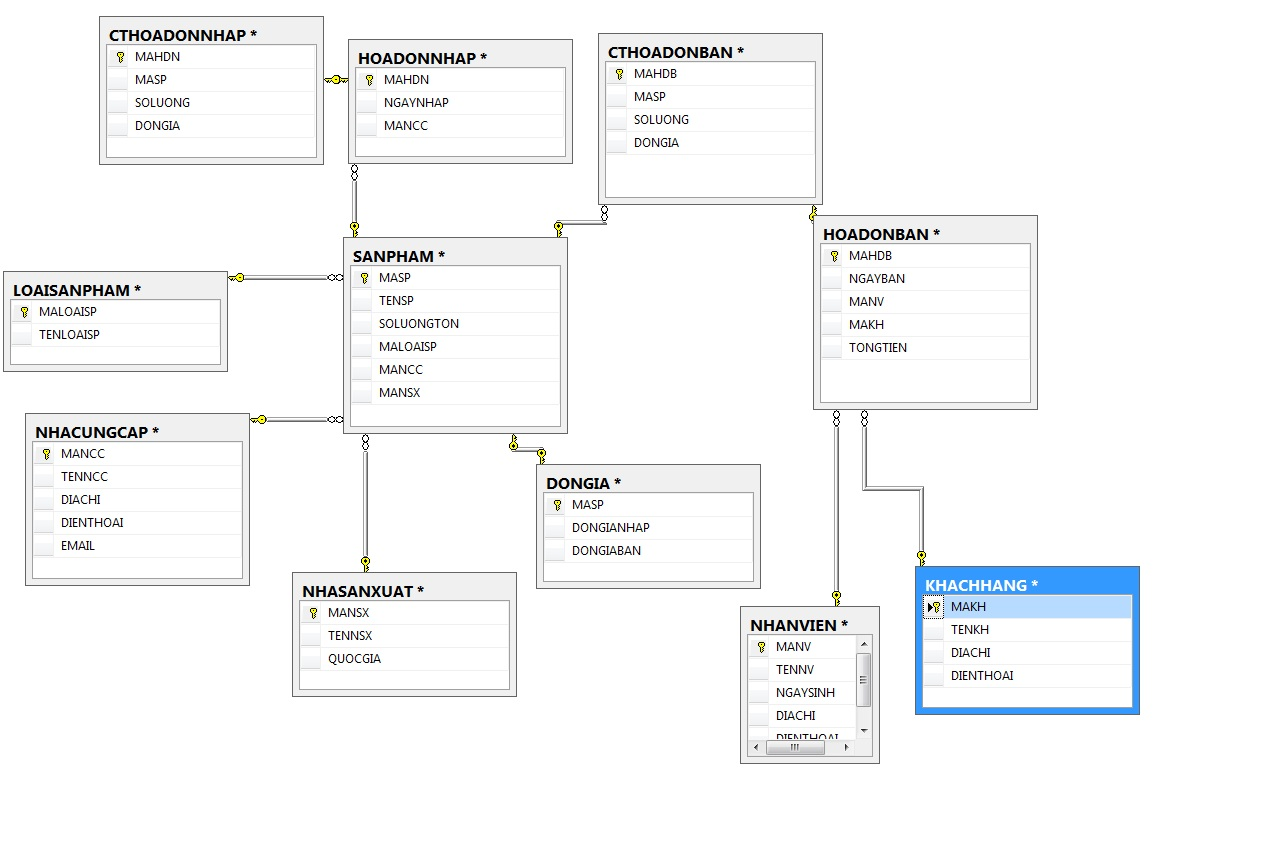 CTHOADONNHAP *
MAHDN
MASP
SOLUONG
DONGIA
HOADONNHAP *
MAHDN
NGAYNHAP
MANCC
CTHOADONBAN *
MAHDB
MASP
SOLUONG
DONGIA
HOADONBAN *
MAHDB
NGAYBAN
MANV
MAKH
TONGTIEN
SANPHAM *
MASP
TENSP
SOLUONGTON
MALOAISP
MANCC
MANSX
LOAISANPHAM *
MALOAISP
TENLOAISP
NHACUNGCAP *
MANCC
TENNCC
DIACHI
DIENTHOAI
EMAIL
DONGIA *
MASP
DONGIANHAP
DONGIABAN
NHASANXUAT *
MANSX
TENNSX
QUOCGIA
NHANVIEN *
MANV
TENNV
NGAYSINH
DIACHI
DIENTHOAI
KHACHHANG *
MAKH
TENKH
DIACHI
DIENTHOAI